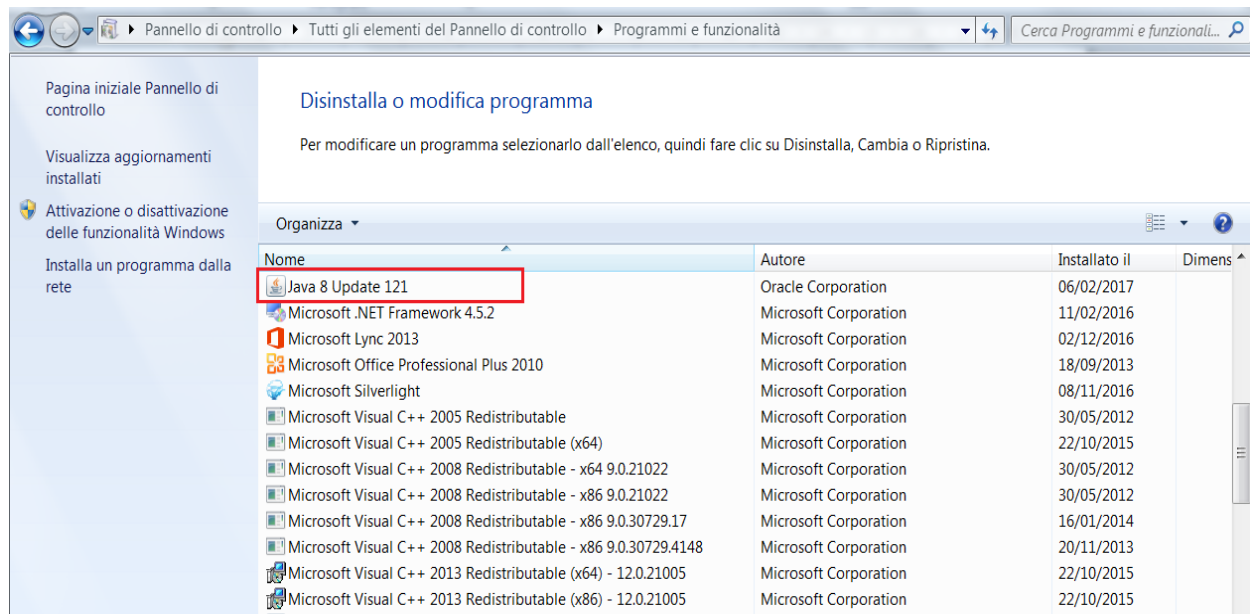 Pannello di controllo Tutti gli elementi del Pannello di controllo Programmi e funzionalità Cerca Programmi e funzionali...
Pagina iniziale Pannello di
controllo
Visualizza aggiornamenti
installati
Attivazione o disattivazione
delle funzionalità Windows
Installa un programma dalla
rete
Disinstalla o modifica programma
Per modificare un programma selezionarlo dall'elenco, quindi fare clic su Disinstalla, Cambia o Ripristina.
Organizza
Nome Autore Installato il Dimens
Java 8 Update 121 Oracle Corporation 06/02/2017
Microsoft .NET Framework 4.5.2 Microsoft Corporation 11/02/2016
Microsoft Lync 2013 Microsoft Corporation 02/12/2016
Microsoft Office Professional Plus 2010 Microsoft Corporation 18/09/2013
Microsoft Silverlight Microsoft Corporation 08/11/2016
Microsoft Visual C++ 2005 Redistributable Microsoft Corporation 30/05/2012
Microsoft Visual C++ 2005 Redistributable (x64) Microsoft Corporation 22/10/2015
Microsoft Visual C++ 2008 Redistributable - x64 9.0.21022 Microsoft Corporation 30/05/2012
Microsoft Visual C++ 2008 Redistributable - x86 9.0.21022 Microsoft Corporation 30/05/2012
Microsoft Visual C++ 2008 Redistributable - x86 9.0.30729.17 Microsoft Corporation 16/01/2014
Microsoft Visual C++ 2008 Redistributable - x86 9.0.30729.4148 Microsoft Corporation 20/11/2013
Microsoft Visual C++ 2013 Redistributable (x64) - 12.0.21005 Microsoft Corporation 22/10/2015
Microsoft Visual C++ 2013 Redistributable (x86) - 12.0.21005 Microsoft Corporation 22/10/2015